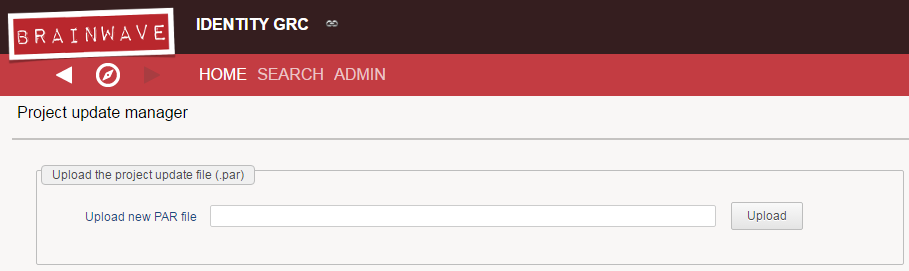 BRAINWAVE
IDENTITY GRC
HOME SEARCH ADMIN
Project update manager
Upload the project update file (.par)
Upload new PAR file Upload